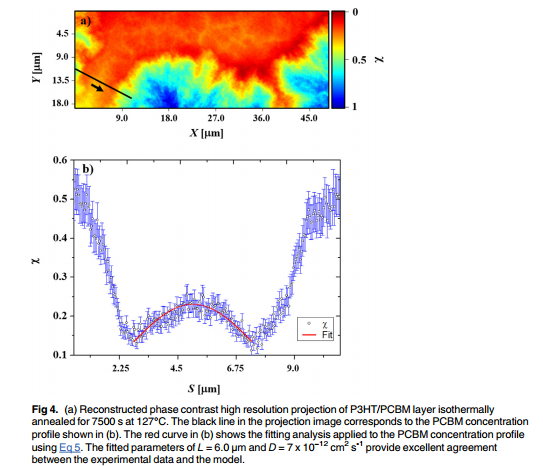 a)
0
4.5
9.0
0.5
χ
Y [μm]
13.5
18.0
1
9.0 18.0 27.0 36.0 45.0
X [μm]
0.6
b)
0.5
0.4
χ
0.3
0.2
χ
Fit
0.1
2.25 4.5 6.75 9.0
S [μm]
Fig 4. (a) Reconstructed phase contrast high resolution projection of P3HT/PCBM layer isothermally
annealed for 7500 s at 127°C. The black line in the projection image corresponds to the PCBM concentration
profile shown in (b). The red curve in (b) shows the fitting analysis applied to the PCBM concentration profile
using Eq 5. The fitted parameters of L = 6.0 μm and D = 7 x 10⁻¹² cm² s⁻¹ provide excellent agreement
between the experimental data and the model.